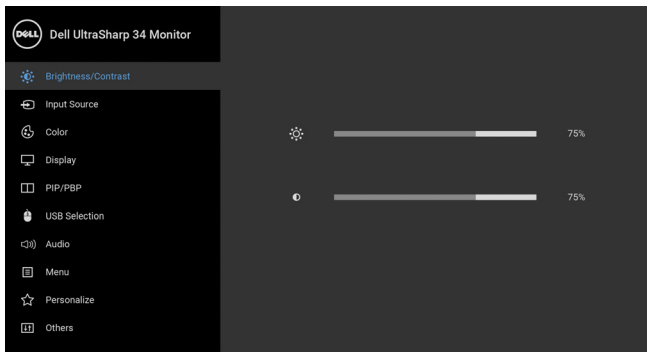 DELL Dell UltraSharp 34 Monitor
Brightness/Contrast
Input Source
75%
Color
Display
PIP/PBP
75%
USB Selection
Audio
Menu
Personalize
Others